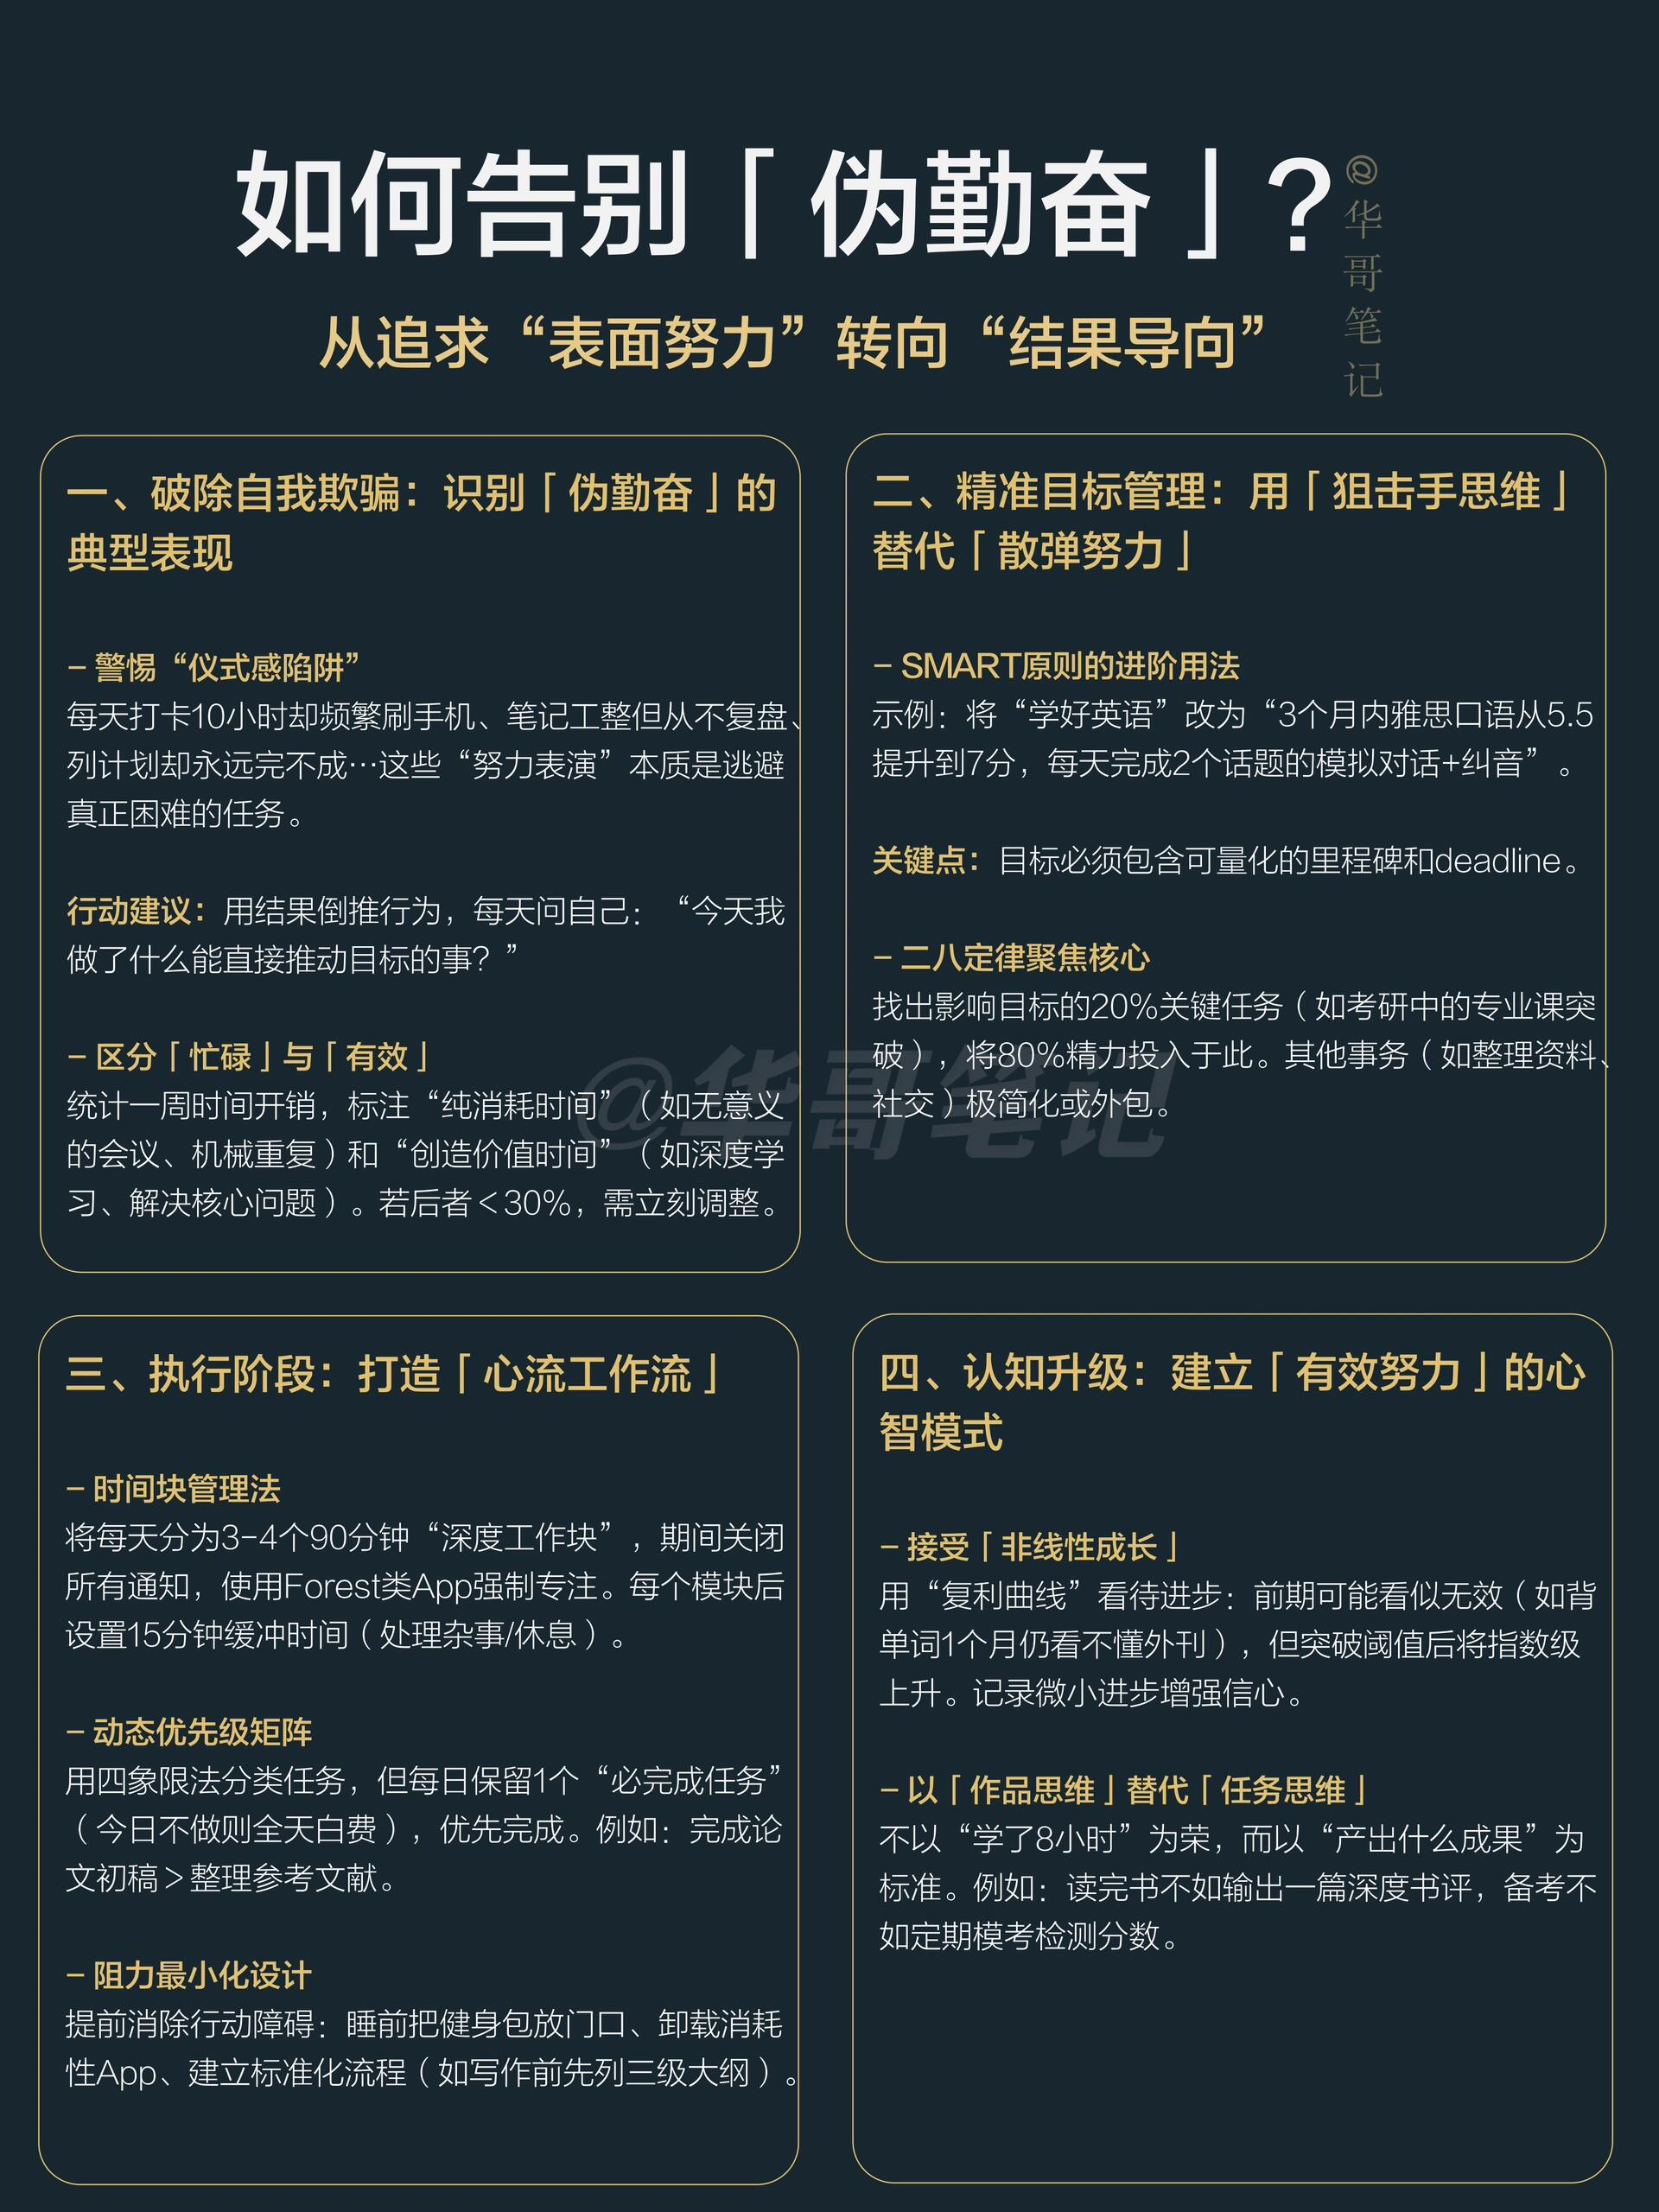 如何告别「伪勤奋」?
@华哥笔记
从追求“表面努力”转向“结果导向”
一、破除自我欺骗：识别「伪勤奋」的
典型表现
– 警惕“仪式感陷阱”
每天打卡10小时却频繁刷手机、笔记工整但从不复盘、
列计划却永远完不成…这些“努力表演”本质是逃避
真正困难的任务。
行动建议：用结果倒推行为，每天问自己：“今天我
做了什么能直接推动目标的事？”
– 区分「忙碌」与「有效」
统计一周时间开销，标注“纯消耗时间”（如无意义
的会议、机械重复）和“创造价值时间”（如深度学
习、解决核心问题）。若后者＜30%，需立刻调整。
二、精准目标管理：用「狙击手思维」
替代「散弹努力」
– SMART原则的进阶用法
示例：将“学好英语”改为“3个月内雅思口语从5.5
提升到7分，每天完成2个话题的模拟对话+纠音”。
关键点：目标必须包含可量化的里程碑和deadline。
– 二八定律聚焦核心
找出影响目标的20%关键任务（如考研中的专业课突
破），将80%精力投入于此。其他事务（如整理资料、
社交）极简化或外包。
@华哥笔记
三、执行阶段：打造「心流工作流」
– 时间块管理法
将每天分为3-4个90分钟“深度工作块”，期间关闭
所有通知，使用Forest类App强制专注。每个模块后
设置15分钟缓冲时间（处理杂事/休息）。
– 动态优先级矩阵
用四象限法分类任务，但每日保留1个“必完成任务”
（今日不做则全天白费），优先完成。例如：完成论
文初稿＞整理参考文献。
– 阻力最小化设计
提前消除行动障碍：睡前把健身包放门口、卸载消耗
性App、建立标准化流程（如写作前先列三级大纲）。
四、认知升级：建立「有效努力」的心
智模式
– 接受「非线性成长」
用“复利曲线”看待进步：前期可能看似无效（如背
单词1个月仍看不懂外刊），但突破阈值后将指数级
上升。记录微小进步增强信心。
– 以「作品思维」替代「任务思维」
不以“学了8小时”为荣，而以“产出什么成果”为
标准。例如：读完书不如输出一篇深度书评，备考不
如定期模考检测分数。